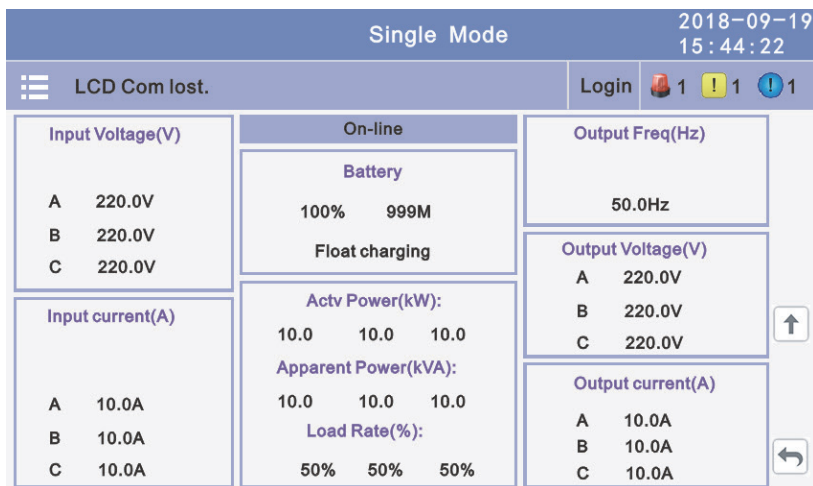 Single Mode
2018-09-19
15:44:22
LCD Com lost.
Login 1 ! 1 ! 1
Input Voltage(V)
A 220.0V
B 220.0V
C 220.0V
Input current(A)
A 10.0A
B 10.0A
C 10.0A
On-line
Battery
100% 999M
Float charging
Actv Power(kW):
10.0 10.0 10.0
Apparent Power(kVA):
10.0 10.0 10.0
Load Rate(%):
50% 50% 50%
Output Freq(Hz)
50.0Hz
Output Voltage(V)
A 220.0V
B 220.0V
C 220.0V
Output current(A)
A 10.0A
B 10.0A
C 10.0A